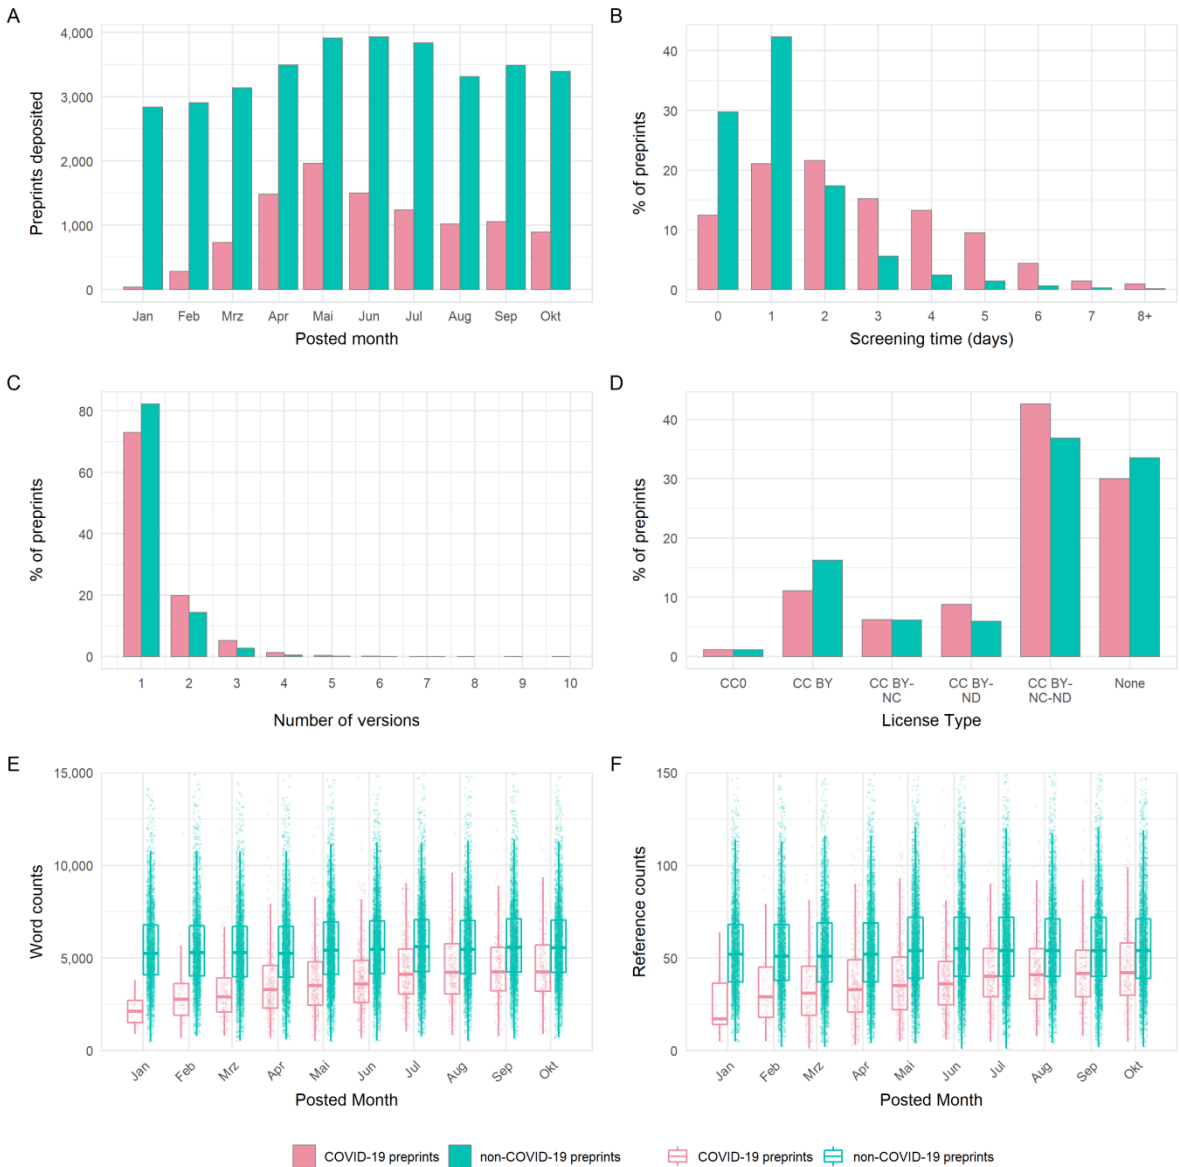 A
Preprints deposited
4,000
3,000
2,000
1,000
0
Jan Feb Mrz Apr Mai Jun Jul Aug Sep Okt
Posted month
B
% of preprints
40
30
20
10
0
0 1 2 3 4 5 6 7 8+
Screening time (days)
C
% of preprints
80
60
40
20
0
1 2 3 4 5 6 7 8 9 10
Number of versions
D
% of preprints
40
30
20
10
0
CC0 CC BY CC BY- CC BY- CC BY- None
NC ND NC-ND
License Type
E
Word counts
15,000
10,000
5,000
0
Jan Feb Mrz Apr Mai Jun Jul Aug Sep Okt
Posted Month
F
Reference counts
150
100
50
0
Jan Feb Mrz Apr Mai Jun Jul Aug Sep Okt
Posted Month
COVID-19 preprints non-COVID-19 preprints COVID-19 preprints non-COVID-19 preprints